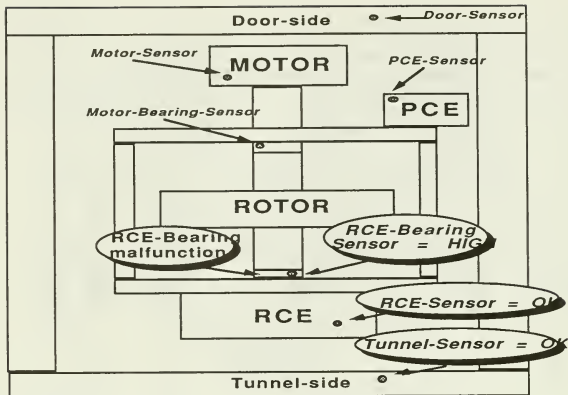 Door-side
Door-Sensor
Motor-Sensor
MOTOR
PCE-Sensor
PCE
Motor-Bearing-Sensor
ROTOR
RCE-Bearing
malfunction
RCE-Bearing
Sensor = HIGH
RCE
RCE-Sensor = OK
Tunnel-Sensor = OK
Tunnel-side